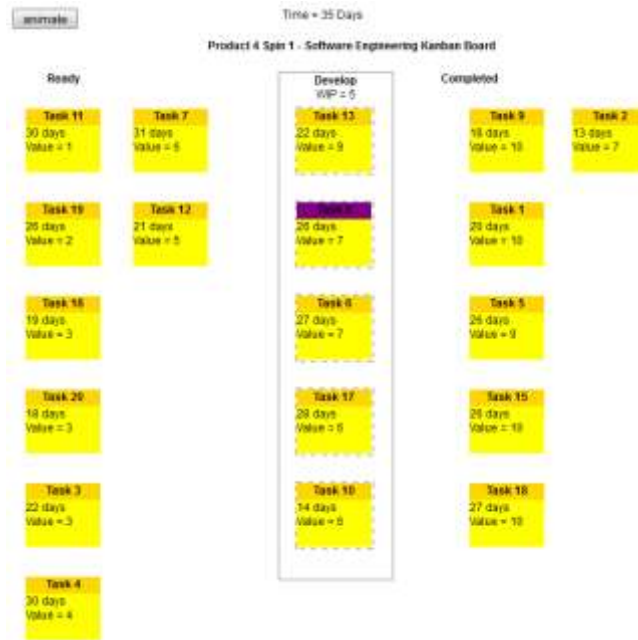 animate
Time = 35 Days
Product 4 Spin 1 - Software Engineering Kanban Board
Ready
Develop
WIP = 5
Completed
Task 11
30 days
Value = 1
Task 7
31 days
Value = 5
Task 13
22 days
Value = 9
Task 9
18 days
Value = 10
Task 2
13 days
Value = 7
Task 19
26 days
Value = 2
Task 12
21 days
Value = 5
26 days
Value = 7
Task 1
20 days
Value = 10
Task 16
19 days
Value = 3
Task 6
27 days
Value = 7
Task 5
26 days
Value = 9
Task 20
18 days
Value = 3
Task 17
28 days
Value = 6
Task 15
26 days
Value = 10
Task 3
22 days
Value = 3
Task 10
14 days
Value = 6
Task 18
27 days
Value = 10
Task 4
30 days
Value = 4